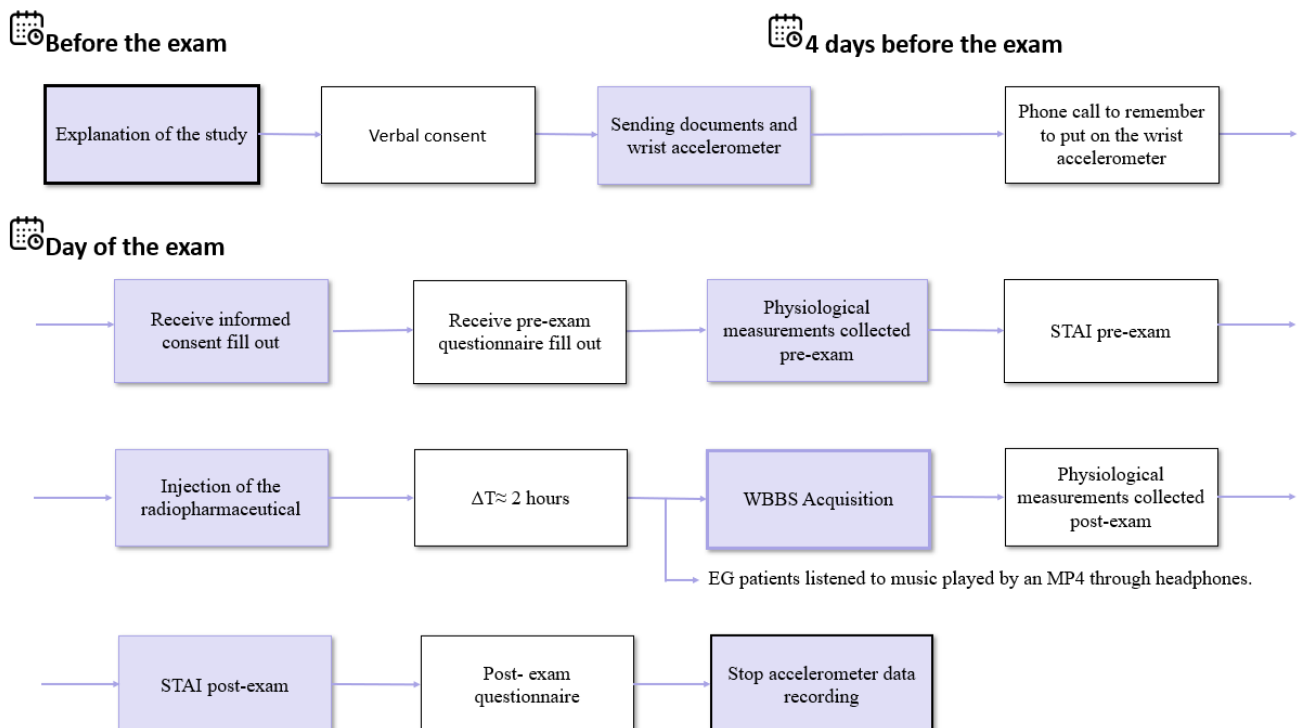 Before the exam
4 days before the exam
Explanation of the study
Verbal consent
Sending documents and
wrist accelerometer
Phone call to remember
to put on the wrist
accelerometer
Day of the exam
Receive informed
consent fill out
Receive pre-exam
questionnaire fill out
Physiological
measurements collected
pre-exam
STAI pre-exam
Injection of the
radiopharmaceutical
ΔT≈ 2 hours
WBBS Acquisition
Physiological
measurements collected
post-exam
EG patients listened to music played by an MP4 through headphones.
STAI post-exam
Post- exam
questionnaire
Stop accelerometer data
recording